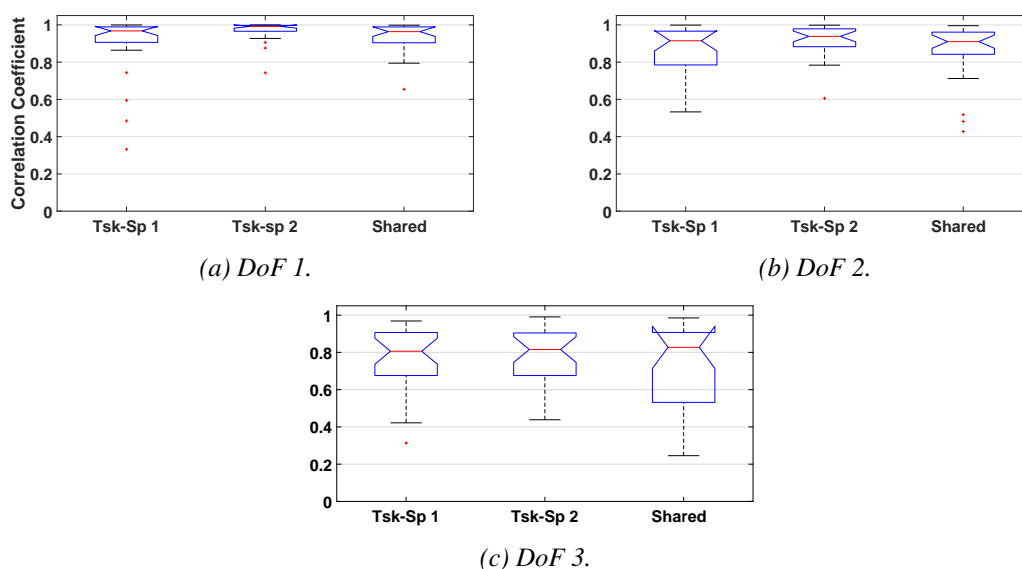 Correlation Coefficient
1
0.8
0.6
0.4
0.2
0
Tsk-Sp 1 Tsk-sp 2 Shared
(a) DoF 1.
1
0.8
0.6
0.4
0.2
0
Tsk-Sp 1 Tsk-Sp 2 Shared
(b) DoF 2.
1
0.8
0.6
0.4
0.2
0
Tsk-Sp 1 Tsk-Sp 2 Shared
(c) DoF 3.